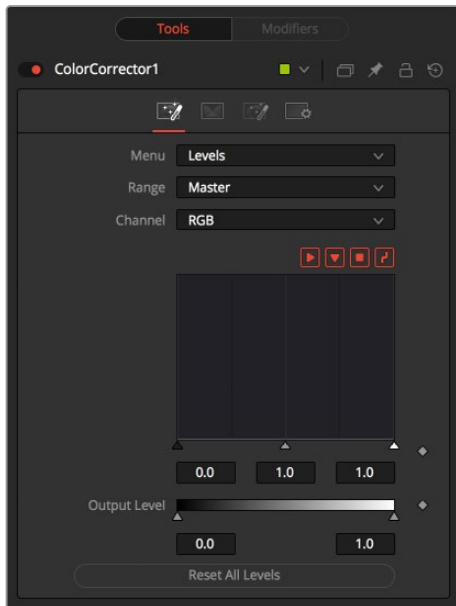 Tools Modifiers
ColorCorrector1
Menu Levels
Range Master
Channel RGB
0.0 1.0 1.0
Output Level
0.0 1.0
Reset All Levels